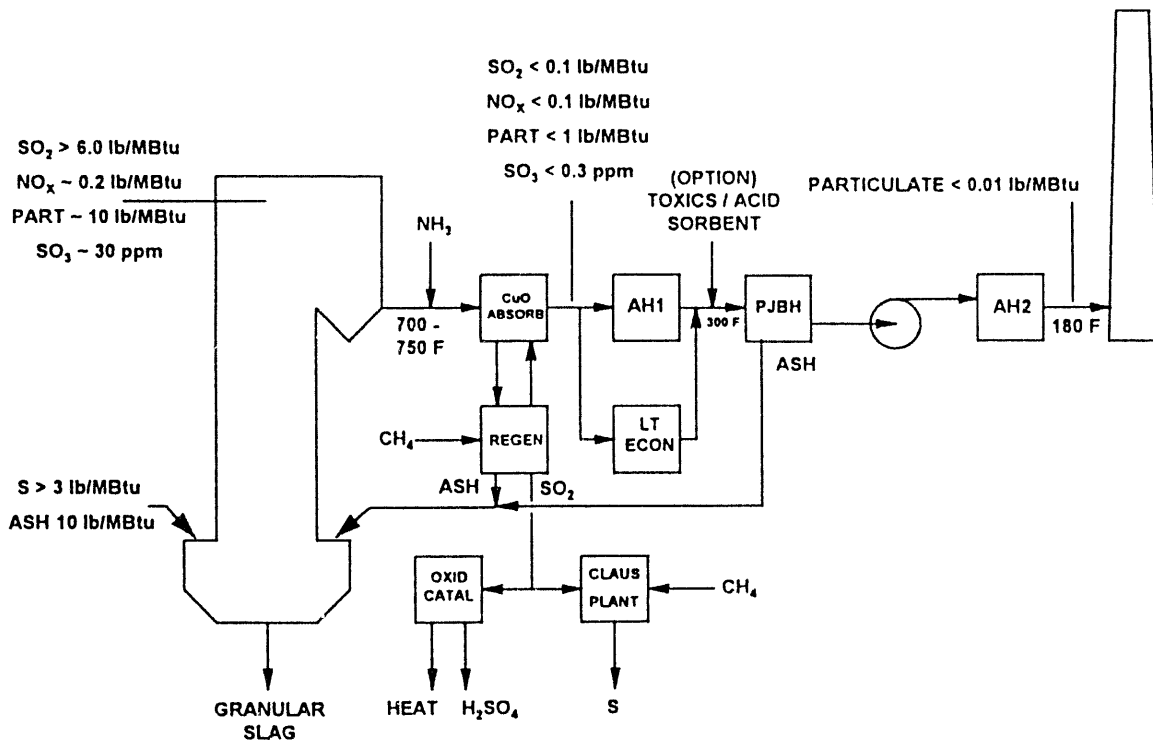 SO₂ > 6.0 lb/MBtu
NOₓ ~ 0.2 lb/MBtu
PART ~ 10 lb/MBtu
SO₃ ~ 30 ppm
SO₂ < 0.1 lb/MBtu
NOₓ < 0.1 lb/MBtu
PART < 1 lb/MBtu
SO₃ < 0.3 ppm
(OPTION)
TOXICS / ACID
SORBENT
PARTICULATE < 0.01 lb/MBtu
NH₃
700 -
750 F
CuO
ABSORB
AH1
300 F
PJBH
ASH
AH2
180 F
CH₄
REGEN
LT
ECON
ASH
SO₂
S > 3 lb/MBtu
ASH 10 lb/MBtu
OXID
CATAL
CLAUS
PLANT
CH₄
GRANULAR
SLAG
HEAT
H₂SO₄
S